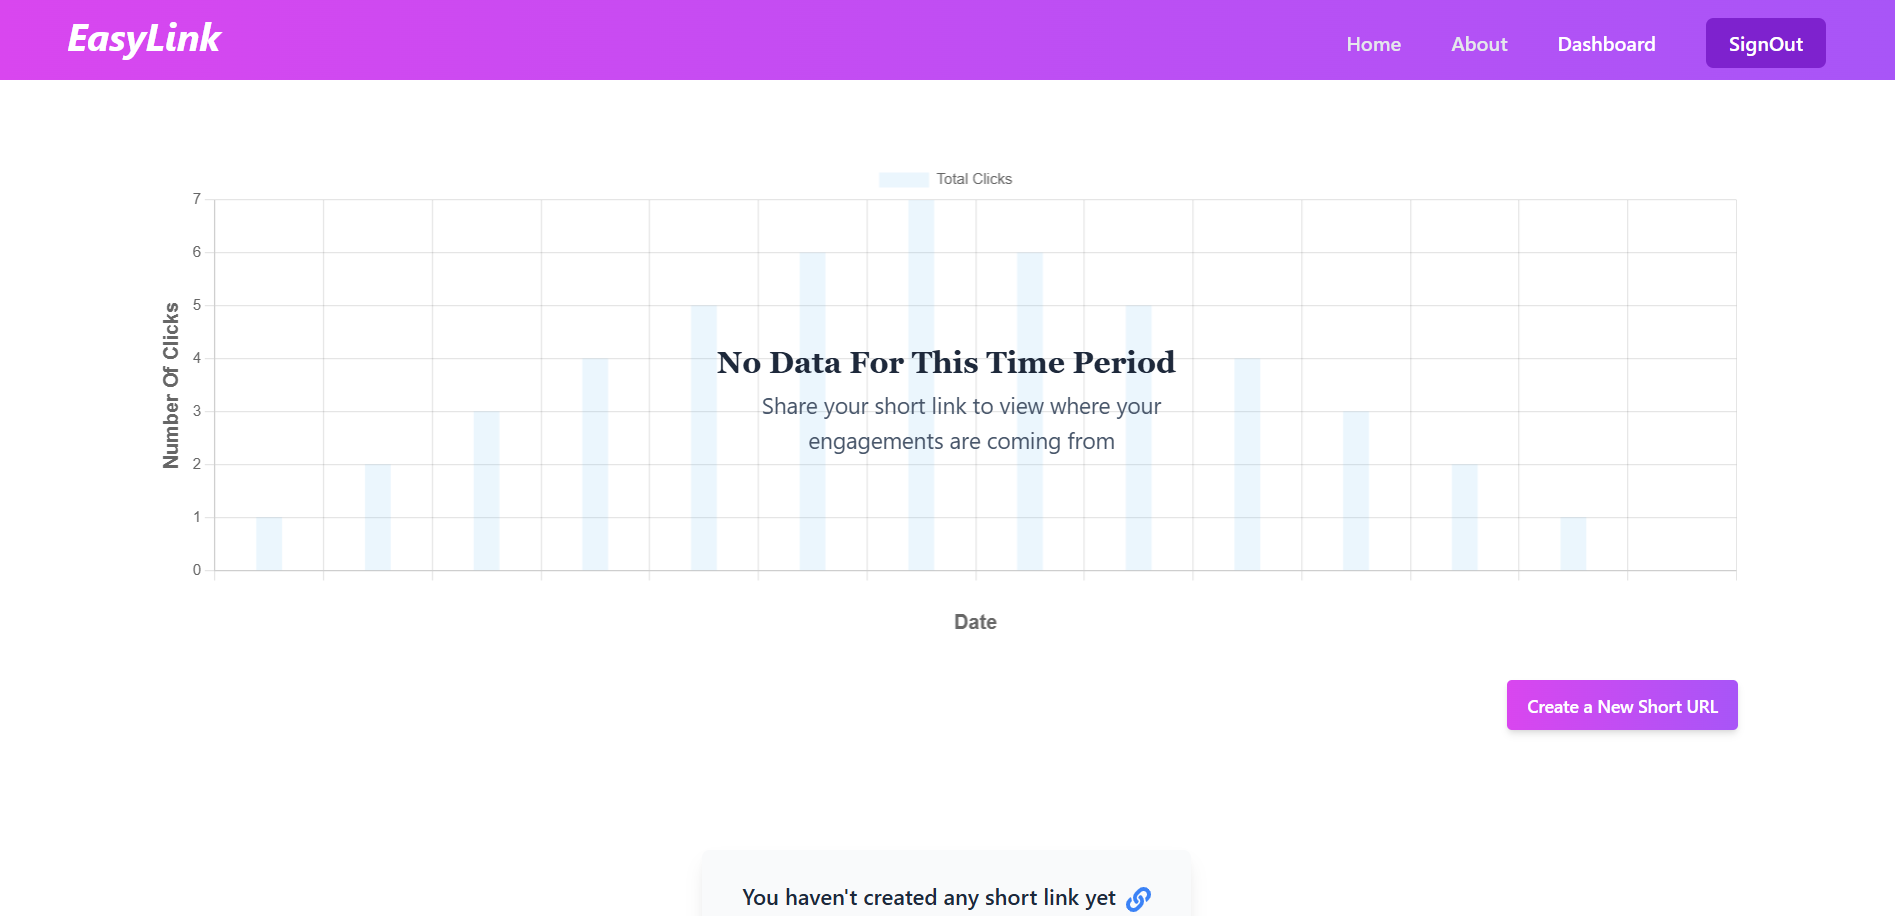 EasyLink
Home About Dashboard SignOut
Total Clicks
7
6
5
4
3
2
1
0
Number Of Clicks
No Data For This Time Period
Share your short link to view where your
engagements are coming from
Date
Create a New Short URL
You haven't created any short link yet